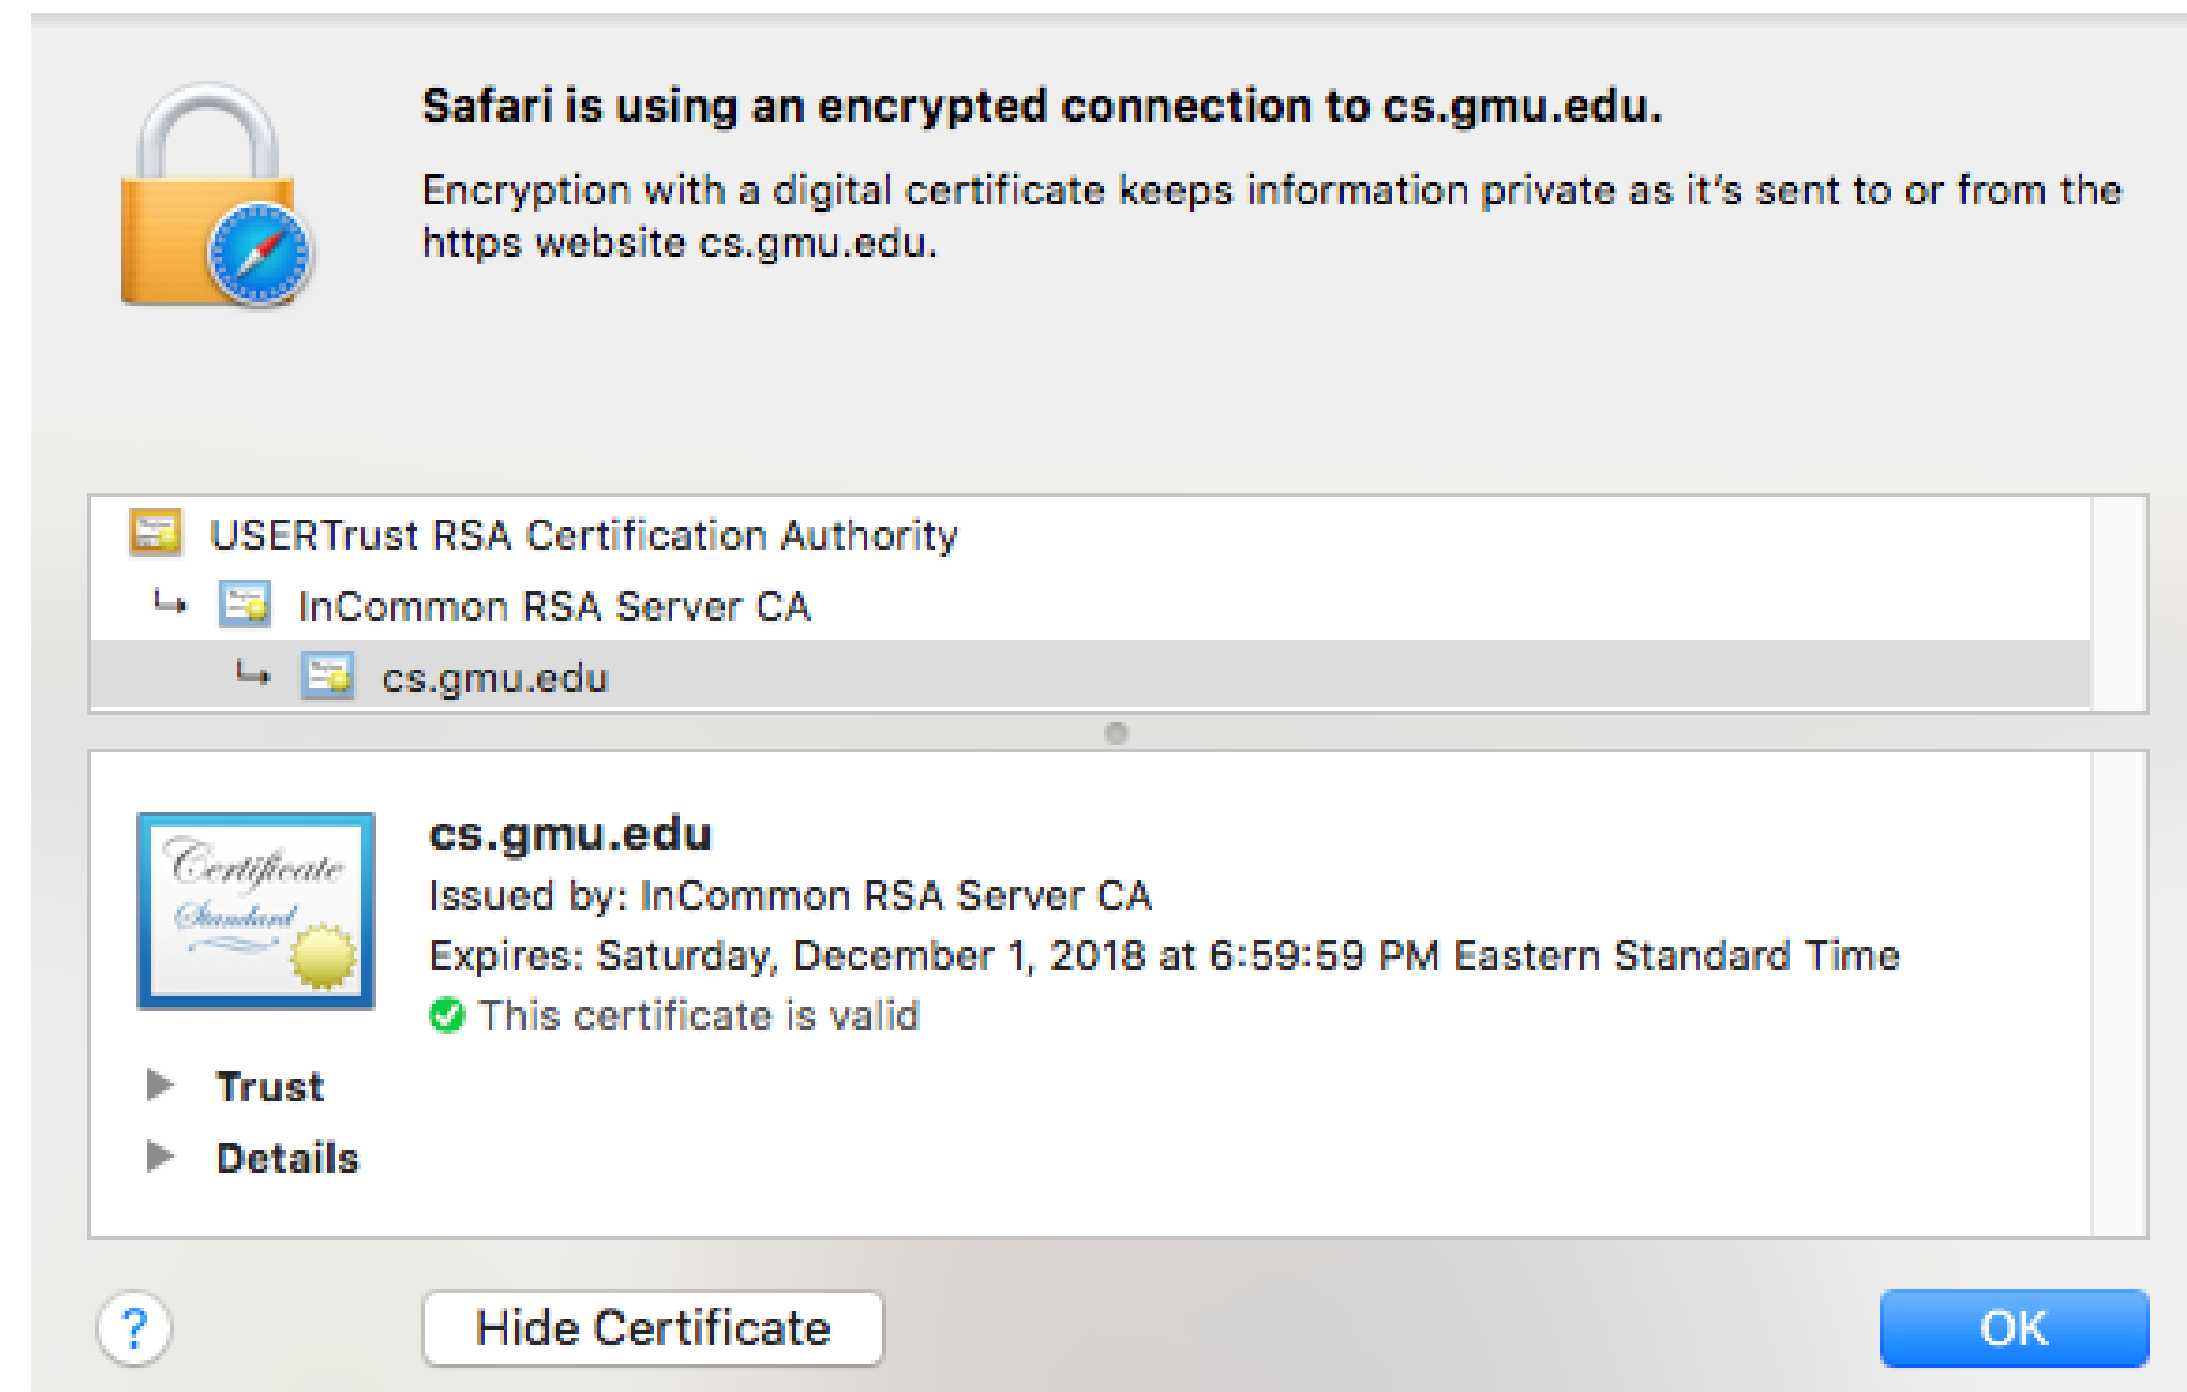 Safari is using an encrypted connection to cs.gmu.edu.
Encryption with a digital certificate keeps information private as it's sent to or from the
https website cs.gmu.edu.
USERTrust RSA Certification Authority
InCommon RSA Server CA
cs.gmu.edu
Certificate
Standard
cs.gmu.edu
Issued by: InCommon RSA Server CA
Expires: Saturday, December 1, 2018 at 6:59:59 PM Eastern Standard Time
This certificate is valid
Trust
Details
?
Hide Certificate
OK